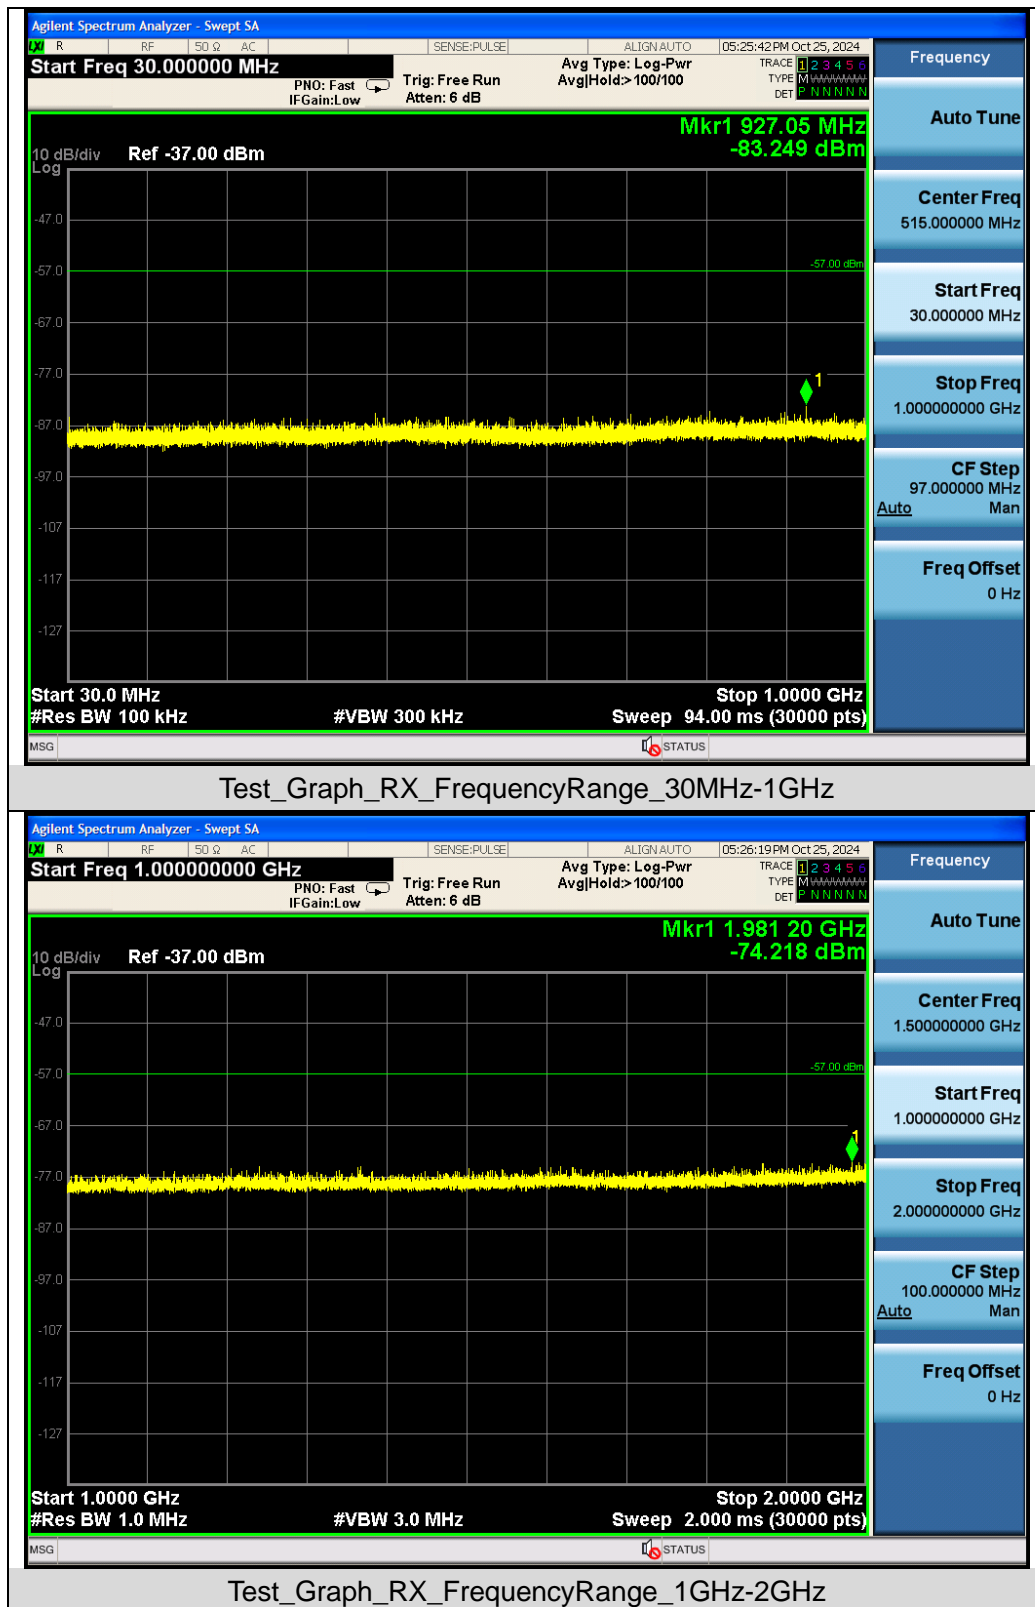 Agilent Spectrum Analyzer - Swept SA
LXI R RF 50 Ω AC SENSE:PULSE ALIGN AUTO 05:25:42 PM Oct 25, 2024
Start Freq 30.000000 MHz
PNO: Fast
IFGain:Low
Trig: Free Run
Atten: 6 dB
Avg Type: Log-Pwr
Avg|Hold:>100/100
TRACE 1 2 3 4 5 6
TYPE M W W W W W
DET P N N N N N
Mkr1 927.05 MHz
-83.249 dBm
10 dB/div Ref -37.00 dBm
Log
-47.0
-57.0
-57.00 dBm
-67.0
-77.0
1
-87.0
-97.0
-107
-117
-127
Start 30.0 MHz Stop 1.0000 GHz
#Res BW 100 kHz #VBW 300 kHz Sweep 94.00 ms (30000 pts)
MSG STATUS
Frequency
Auto Tune
Center Freq
515.000000 MHz
Start Freq
30.000000 MHz
Stop Freq
1.000000000 GHz
CF Step
97.000000 MHz
Auto Man
Freq Offset
0 Hz
Test_Graph_RX_FrequencyRange_30MHz-1GHz
Agilent Spectrum Analyzer - Swept SA
LXI R RF 50 Ω AC SENSE:PULSE ALIGN AUTO 05:26:19 PM Oct 25, 2024
Start Freq 1.000000000 GHz
PNO: Fast
IFGain:Low
Trig: Free Run
Atten: 6 dB
Avg Type: Log-Pwr
Avg|Hold:>100/100
TRACE 1 2 3 4 5 6
TYPE M W W W W W
DET P N N N N N
Mkr1 1.981 20 GHz
-74.218 dBm
10 dB/div Ref -37.00 dBm
Log
-47.0
-57.0
-57.00 dBm
-67.0
1
-77.0
-87.0
-97.0
-107
-117
-127
Start 1.0000 GHz Stop 2.0000 GHz
#Res BW 1.0 MHz #VBW 3.0 MHz Sweep 2.000 ms (30000 pts)
MSG STATUS
Frequency
Auto Tune
Center Freq
1.500000000 GHz
Start Freq
1.000000000 GHz
Stop Freq
2.000000000 GHz
CF Step
100.000000 MHz
Auto Man
Freq Offset
0 Hz
Test_Graph_RX_FrequencyRange_1GHz-2GHz